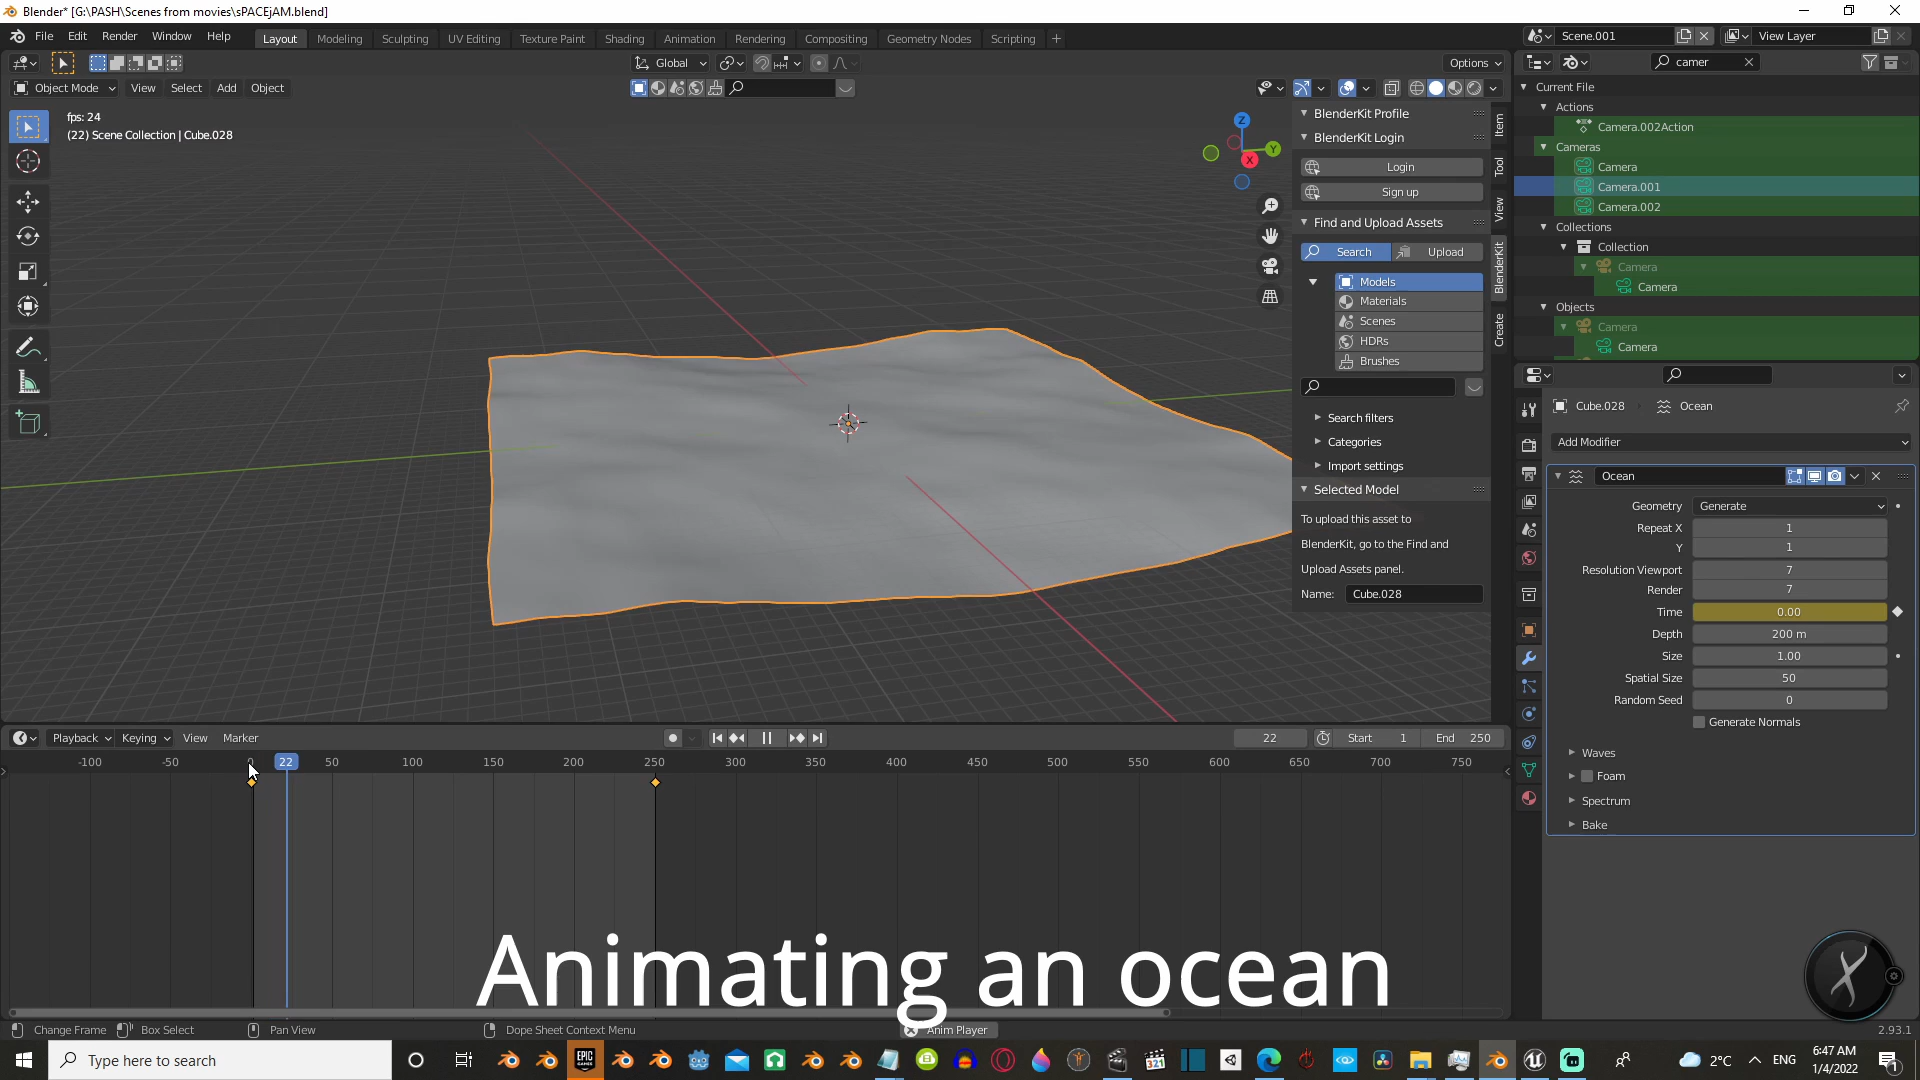 Blender* [G:\PASH\Scenes from movies\sPACEjAM.blend]
File Edit Render Window Help Layout Modeling Sculpting UV Editing Texture Paint Shading Animation Rendering Compositing Geometry Nodes Scripting + Scene.001 View Layer
Global Options camer
Object Mode View Select Add Object
fps: 24
(22) Scene Collection | Cube.028
Z
Y
X
BlenderKit Profile
BlenderKit Login
Login
Sign up
Find and Upload Assets
Search Upload
Models
Materials
Scenes
HDRs
Brushes
Search filters
Categories
Import settings
Selected Model
To upload this asset to
BlenderKit, go to the Find and
Upload Assets panel.
Name: Cube.028
Item
Tool
View
BlenderKit
Create
Current File
Actions
Camera.002Action
Cameras
Camera
Camera.001
Camera.002
Collections
Collection
Camera
Camera
Objects
Camera
Camera
Cube.028 Ocean
Add Modifier
Ocean
Geometry Generate
Repeat X 1
Y 1
Resolution Viewport 7
Render 7
Time 0.00
Depth 200 m
Size 1.00
Spatial Size 50
Random Seed 0
Generate Normals
Waves
Foam
Spectrum
Bake
Playback Keying View Marker 22 Start 1 End 250
-100 -50 0 22 50 100 150 200 250 300 350 400 450 500 550 600 650 700 750
Animating an ocean
Change Frame Box Select Pan View Dope Sheet Context Menu Anim Player 2.93.1
Type here to search
EPIC GAMES
321
2°C ENG
6:47 AM
1/4/2022
1